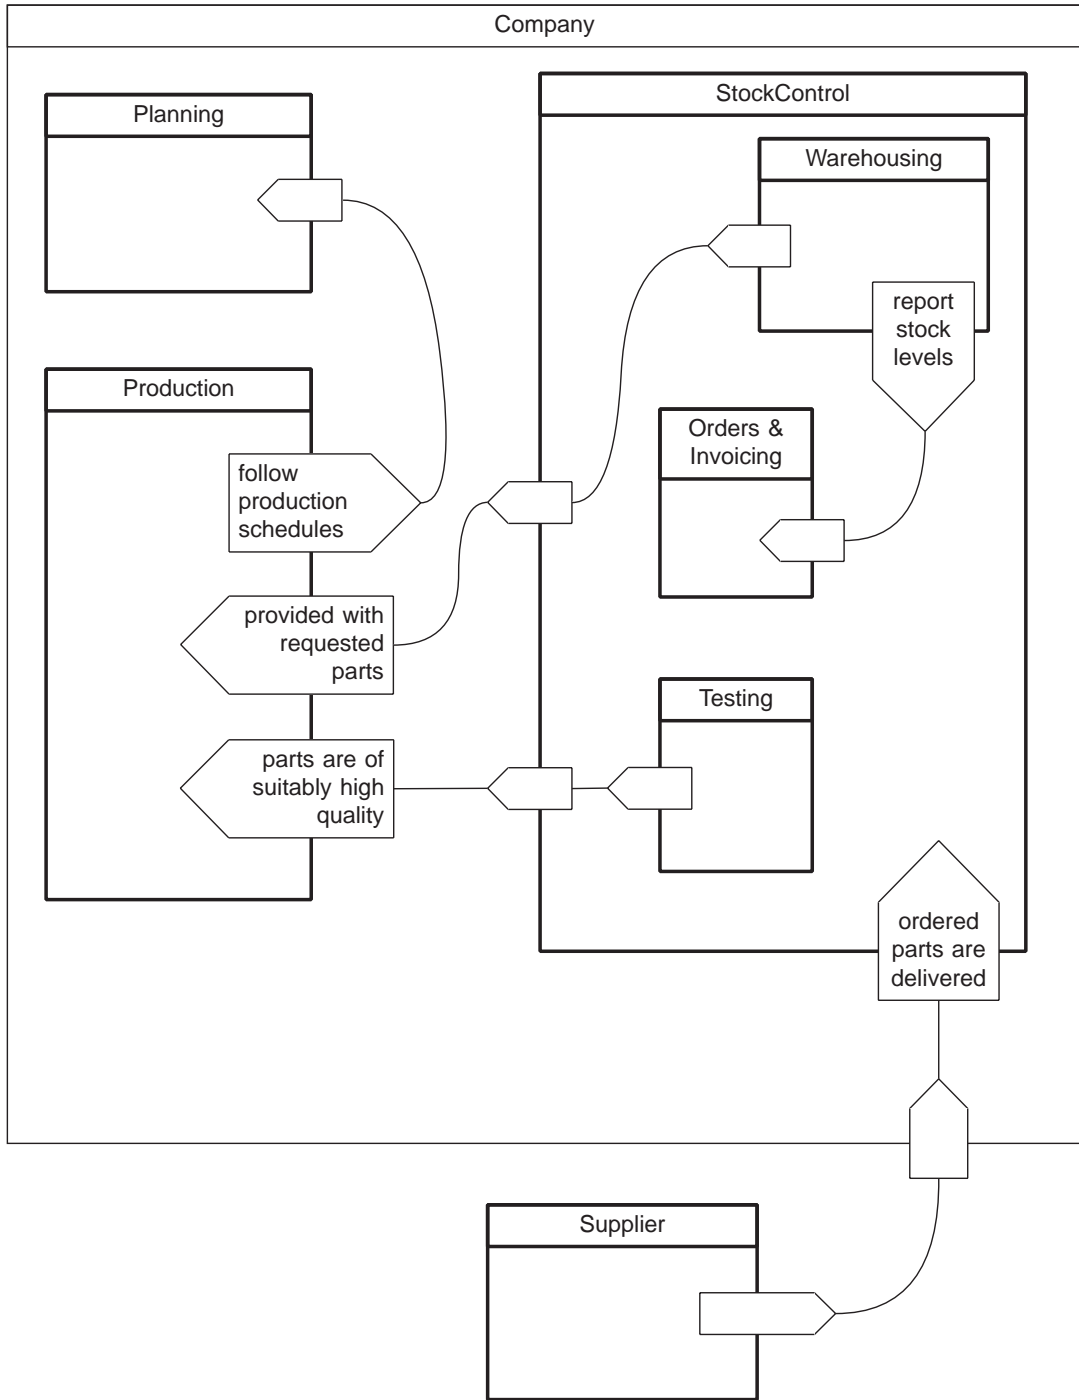 Company
Planning
StockControl
Warehousing
report
stock
levels
Production
follow
production
schedules
Orders &
Invoicing
provided with
requested
parts
parts are of
suitably high
quality
Testing
ordered
parts are
delivered
Supplier